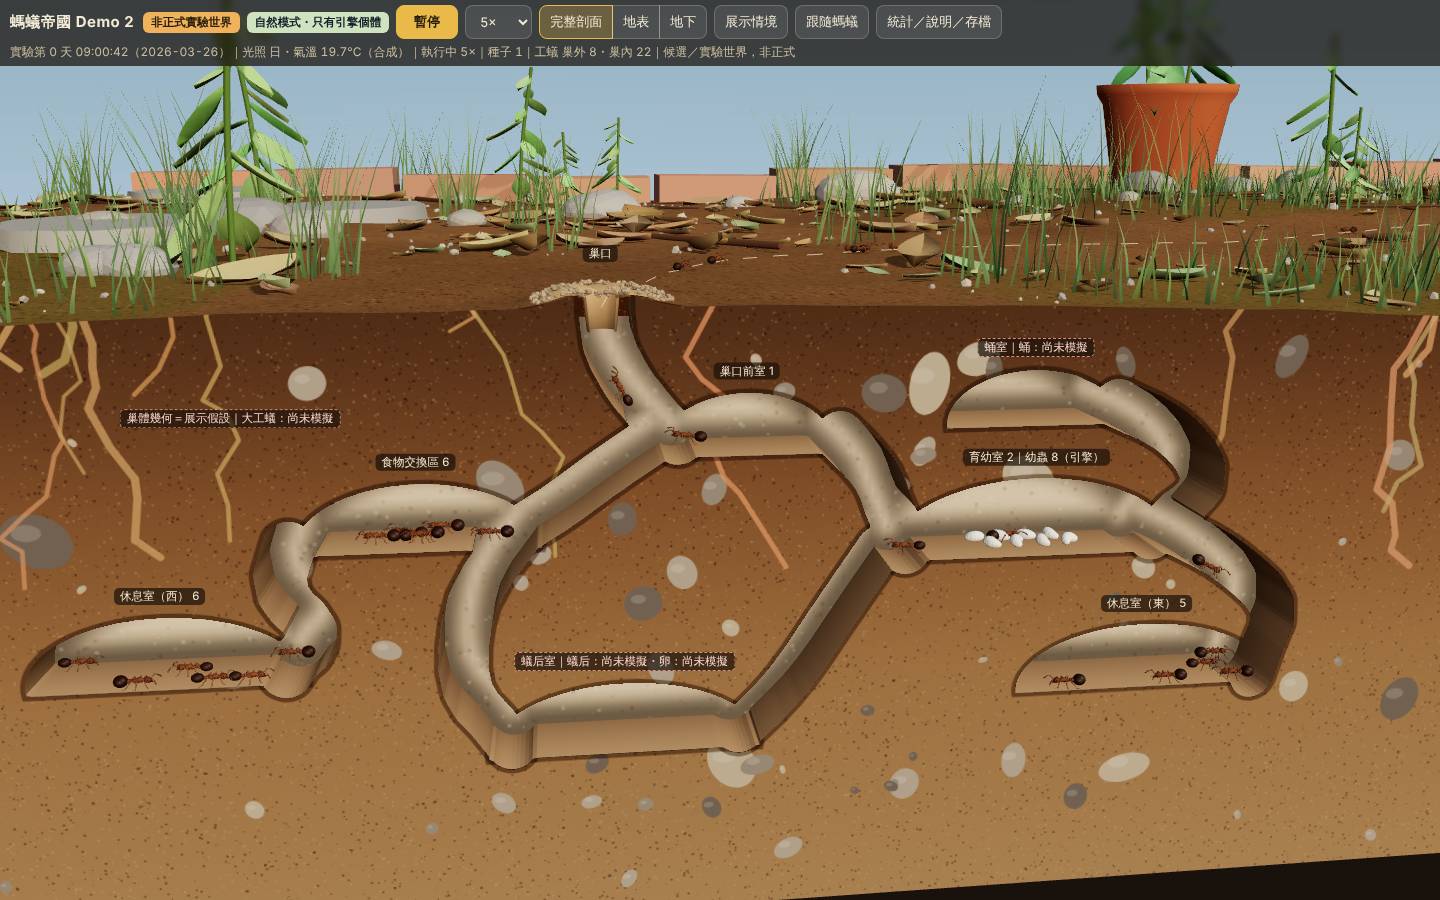 螞蟻帝國 Demo 2
非正式實驗世界
自然模式・只有引擎個體
暫停
5×
完整剖面
地表
地下
展示情境
跟隨螞蟻
統計／說明／存檔
實驗第 0 天 09:00:42（2026-03-26）｜光照 日・氣溫 19.7°C（合成）｜執行中 5×｜種子 1｜工蟻 巢外 8・巢內 22｜候選／實驗世界，非正式
巢口
蛹室｜蛹：尚未模擬
巢口前室 1
巢體幾何＝展示假設｜大工蟻：尚未模擬
食物交換區 6
育幼室 2｜幼蟲 8（引擎）
休息室（西） 6
休息室（東） 5
蟻后室｜蟻后：尚未模擬・卵：尚未模擬